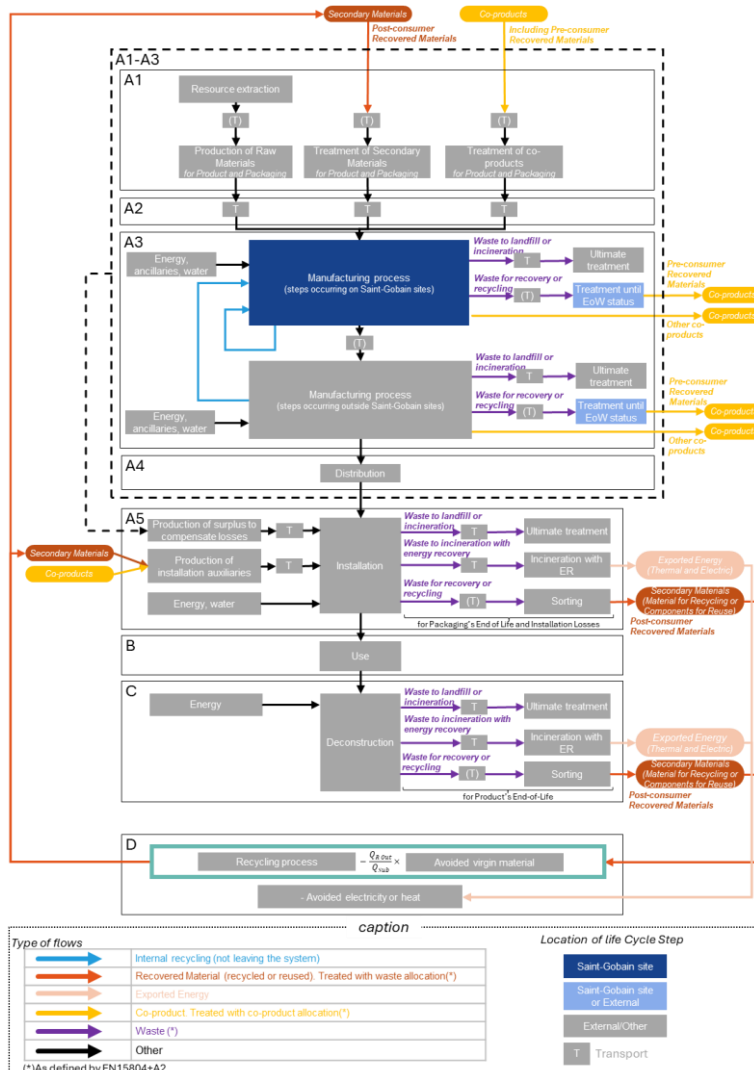 Secondary Materials
Co-products
Post-consumer
Recovered Materials
Including Pre-consumer
Recovered Materials
A1-A3
A1
Resource extraction
(T)
(T)
(T)
Production of Raw
Materials
for Product and Packaging
Treatment of Secondary
Materials
for Product and Packaging
Treatment of co-
products
for Product and Packaging
A2
T
T
T
A3
Energy,
ancillaries, water
Manufacturing process
(steps occurring on Saint-Gobain sites)
Waste to landfill or
incineration
T
Ultimate
treatment
Waste for recovery or
recycling
(T)
Treatment until
EoW status
Pre-consumer
Recovered
Materials
Co-products
Other co-
products
Co-products
(T)
Manufacturing process
(steps occurring outside Saint-Gobain sites)
Energy,
ancillaries, water
Waste to landfill or
incineration
T
Ultimate
treatment
Waste for recovery or
recycling
(T)
Treatment until
EoW status
Pre-consumer
Recovered
Materials
Co-products
Other co-
products
Co-products
A4
Distribution
A5
Production of surplus to
compensate losses
T
Secondary Materials
Co-products
Production of
installation auxiliaries
T
Energy, water
Installation
Waste to landfill or
incineration
T
Ultimate treatment
Waste to incineration with
energy recovery
T
Incineration with
ER
Exported Energy
(Thermal and Electric)
Waste for recovery or
recycling
(T)
Sorting
Secondary Materials
(Material for Recycling or
Components for Reuse)
Post-consumer
Recovered Materials
for Packaging's End of Life and Installation Losses
B
Use
C
Energy
Deconstruction
Waste to landfill or
incineration
T
Ultimate treatment
Waste to incineration with
energy recovery
T
Incineration with
ER
Exported Energy
(Thermal and Electric)
Waste for recovery or
recycling
(T)
Sorting
Secondary Materials
(Material for Recycling or
Components for Reuse)
Post-consumer
Recovered Materials
for Product's End-of-Life
D
Recycling process
− Q_R Out / Q_sub ×
Avoided virgin material
- Avoided electricity or heat
caption
Type of flows
Internal recycling (not leaving the system)
Recovered Material (recycled or reused). Treated with waste allocation(*)
Exported Energy
Co-product. Treated with co-product allocation(*)
Waste (*)
Other
(*)As defined by EN15804+A2
Location of life Cycle Step
Saint-Gobain site
Saint-Gobain site
or External
External/Other
T Transport